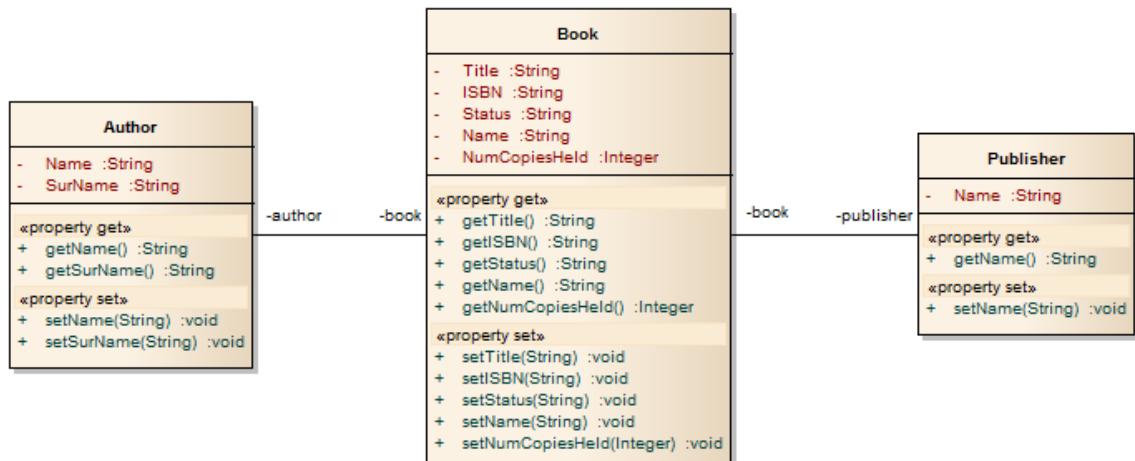 Author
- Name :String
- SurName :String
«property get»
+ getName() :String
+ getSurName() :String
«property set»
+ setName(String) :void
+ setSurName(String) :void
-author
-book
Book
- Title :String
- ISBN :String
- Status :String
- Name :String
- NumCopiesHeld :Integer
«property get»
+ getTitle() :String
+ getISBN() :String
+ getStatus() :String
+ getName() :String
+ getNumCopiesHeld() :Integer
«property set»
+ setTitle(String) :void
+ setISBN(String) :void
+ setStatus(String) :void
+ setName(String) :void
+ setNumCopiesHeld(Integer) :void
-book
-publisher
Publisher
- Name :String
«property get»
+ getName() :String
«property set»
+ setName(String) :void